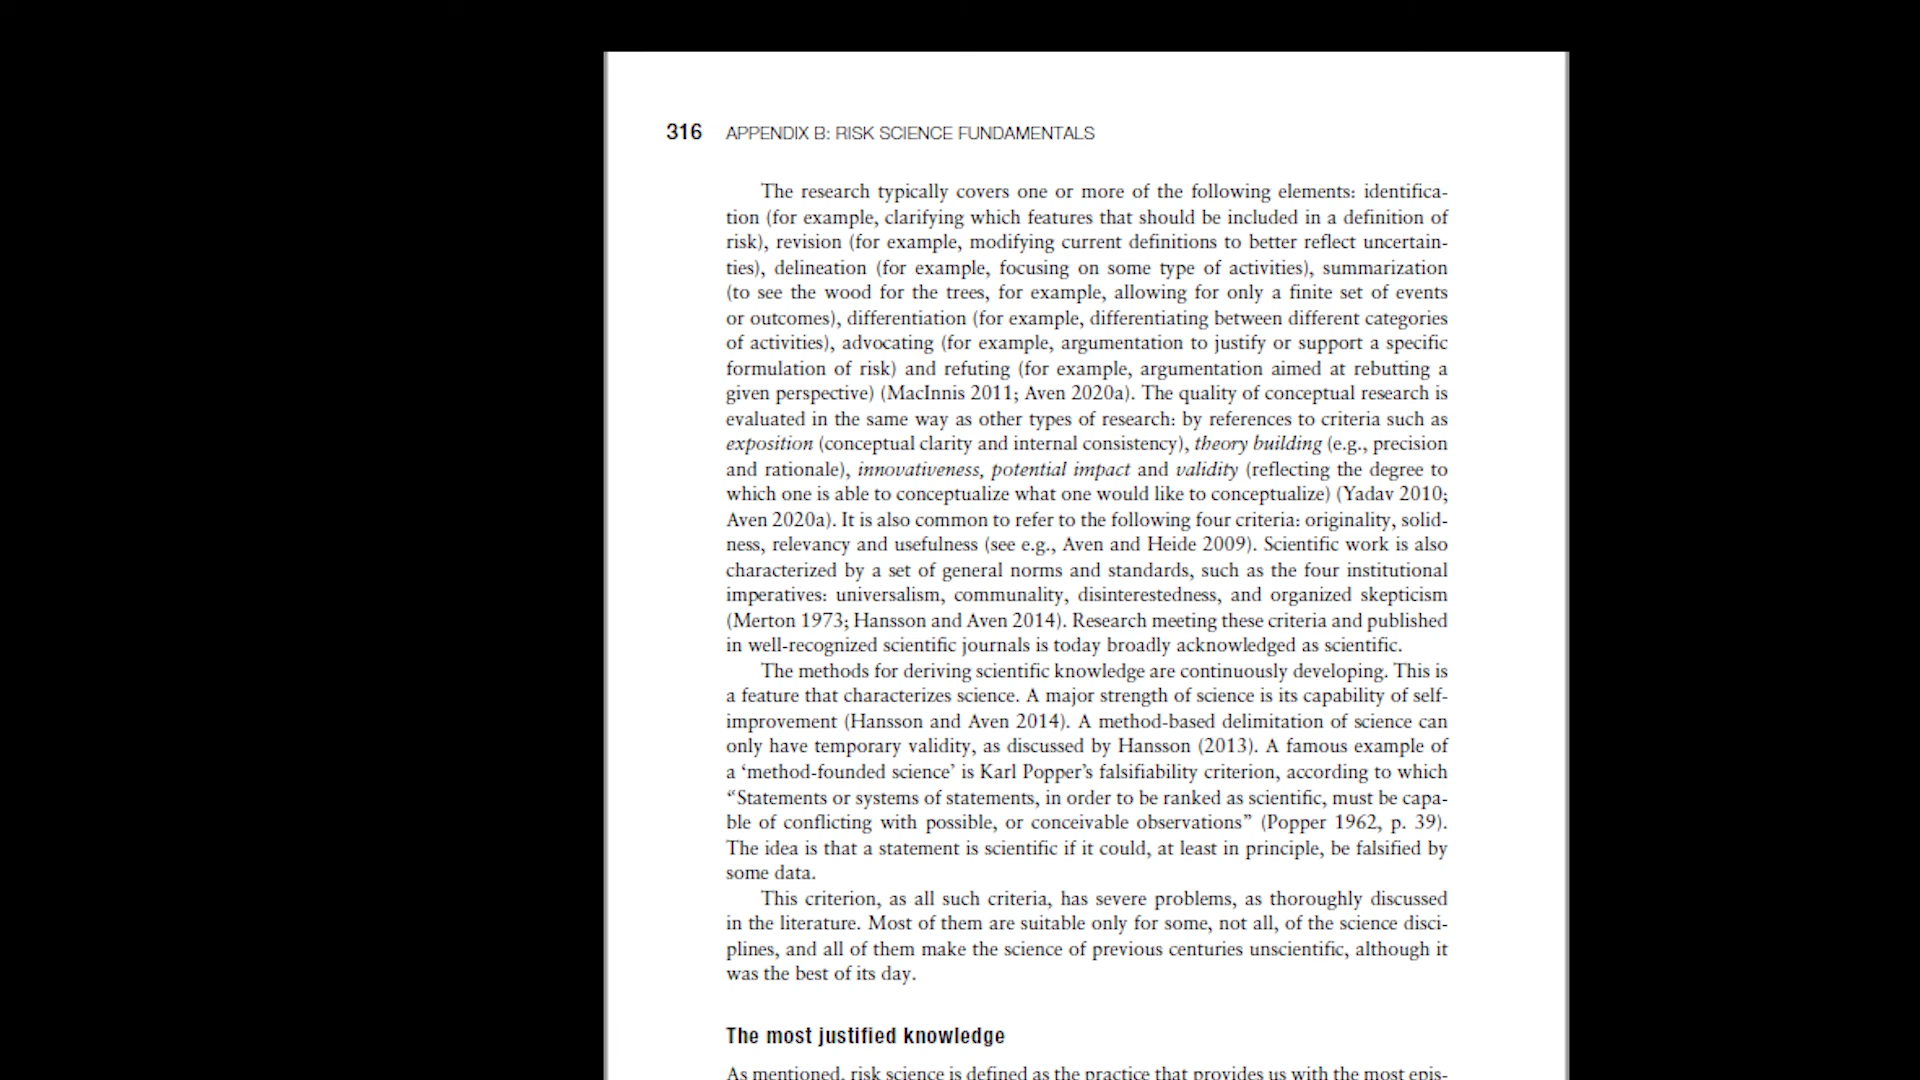 316 APPENDIX B: RISK SCIENCE FUNDAMENTALS
The research typically covers one or more of the following elements: identifica-
tion (for example, clarifying which features that should be included in a definition of
risk), revision (for example, modifying current definitions to better reflect uncertain-
ties), delineation (for example, focusing on some type of activities), summarization
(to see the wood for the trees, for example, allowing for only a finite set of events
or outcomes), differentiation (for example, differentiating between different categories
of activities), advocating (for example, argumentation to justify or support a specific
formulation of risk) and refuting (for example, argumentation aimed at rebutting a
given perspective) (MacInnis 2011; Aven 2020a). The quality of conceptual research is
evaluated in the same way as other types of research: by references to criteria such as
exposition (conceptual clarity and internal consistency), theory building (e.g., precision
and rationale), innovativeness, potential impact and validity (reflecting the degree to
which one is able to conceptualize what one would like to conceptualize) (Yadav 2010;
Aven 2020a). It is also common to refer to the following four criteria: originality, solid-
ness, relevancy and usefulness (see e.g., Aven and Heide 2009). Scientific work is also
characterized by a set of general norms and standards, such as the four institutional
imperatives: universalism, communality, disinterestedness, and organized skepticism
(Merton 1973; Hansson and Aven 2014). Research meeting these criteria and published
in well-recognized scientific journals is today broadly acknowledged as scientific.
The methods for deriving scientific knowledge are continuously developing. This is
a feature that characterizes science. A major strength of science is its capability of self-
improvement (Hansson and Aven 2014). A method-based delimitation of science can
only have temporary validity, as discussed by Hansson (2013). A famous example of
a ‘method-founded science’ is Karl Popper’s falsifiability criterion, according to which
“Statements or systems of statements, in order to be ranked as scientific, must be capa-
ble of conflicting with possible, or conceivable observations” (Popper 1962, p. 39).
The idea is that a statement is scientific if it could, at least in principle, be falsified by
some data.
This criterion, as all such criteria, has severe problems, as thoroughly discussed
in the literature. Most of them are suitable only for some, not all, of the science disci-
plines, and all of them make the science of previous centuries unscientific, although it
was the best of its day.
The most justified knowledge
As mentioned, risk science is defined as the practice that provides us with the most epis-